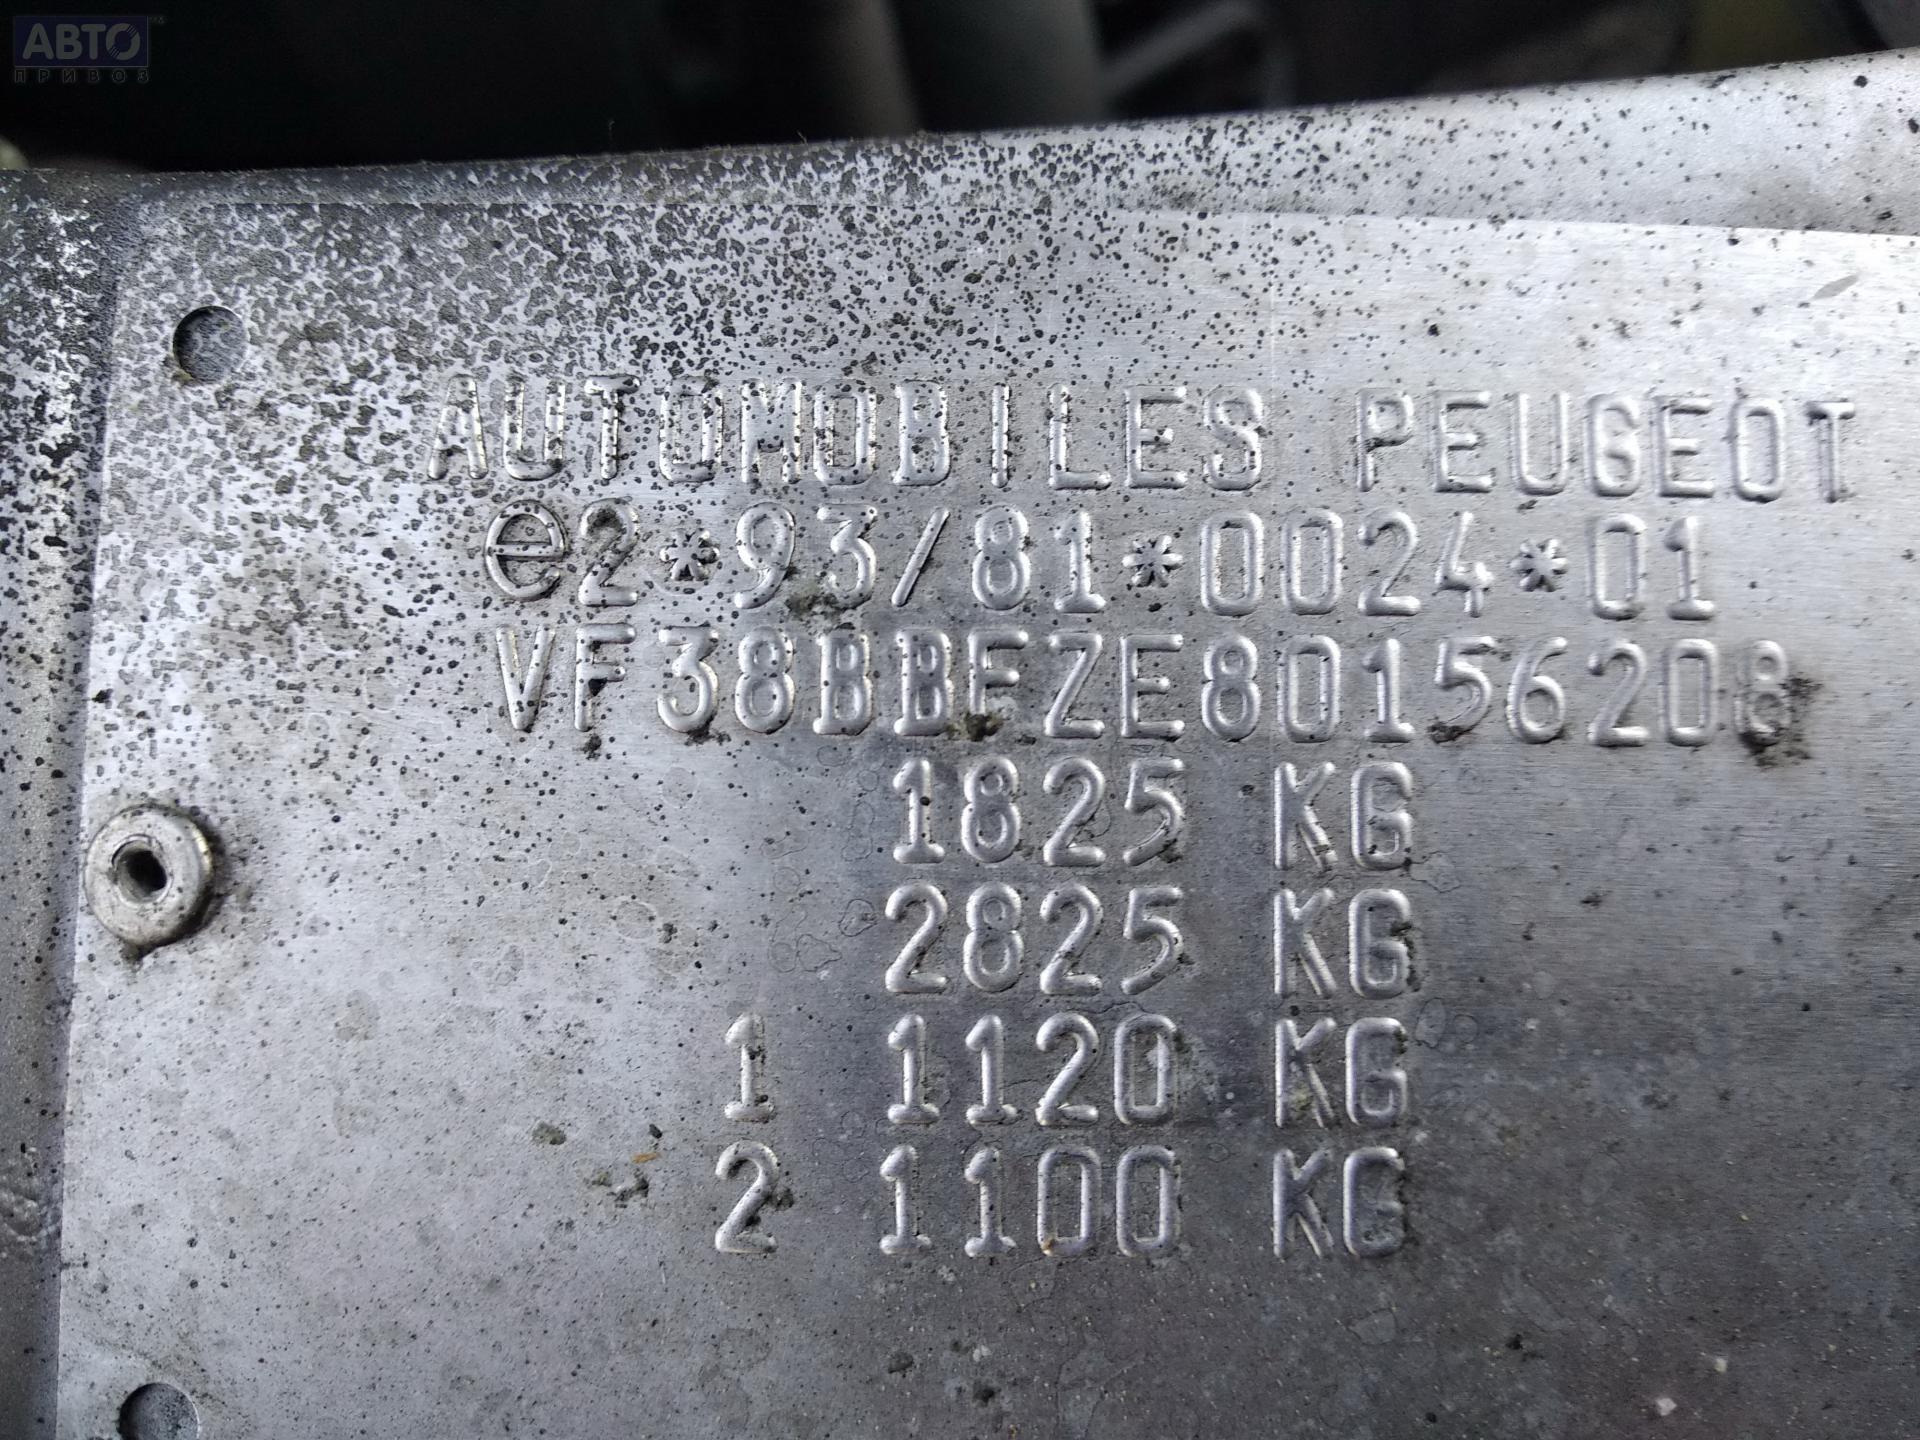 АВТО
ПРИВОЗ
AUTOMOBILES PEUGEOT
e2*93/81*0024*01
VF38BBFZE80156208
1825 KG
2825 KG
1 1120 KG
2 1100 KG